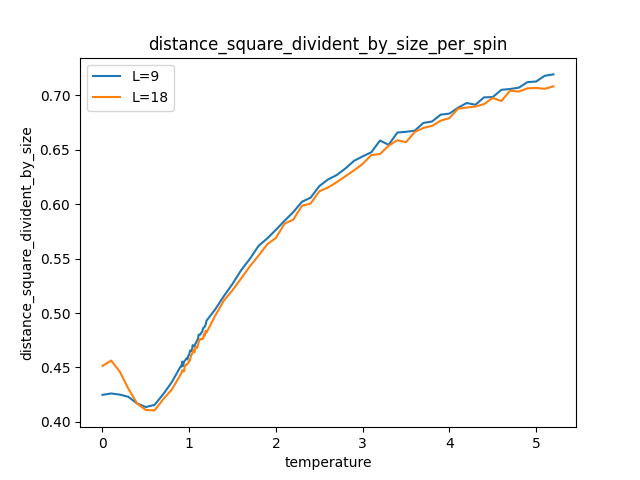 distance_square_divident_by_size_per_spin
L=9
L=18
distance_square_divident_by_size
0.70
0.65
0.60
0.55
0.50
0.45
0.40
0 1 2 3 4 5
temperature